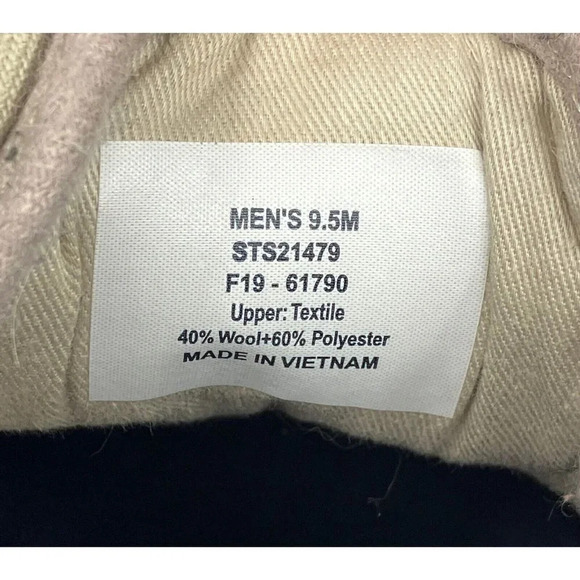 MEN'S 9.5M
STS21479
F19 - 61790
Upper: Textile
40% Wool+60% Polyester
MADE IN VIETNAM